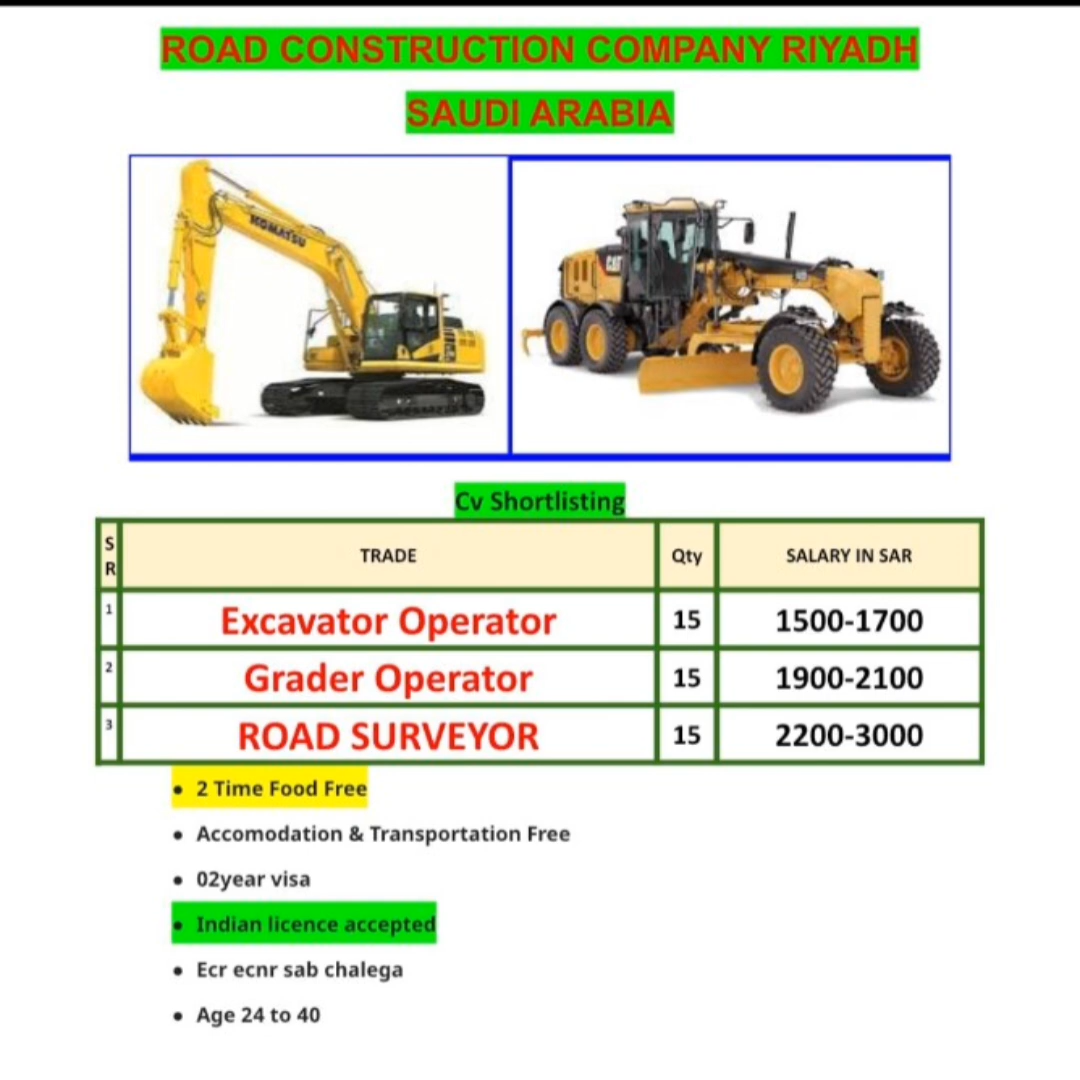 ROAD CONSTRUCTION COMPANY RIYADH
SAUDI ARABIA
KOMATSU
CAT
Cv Shortlisting
SR TRADE Qty SALARY IN SAR
1 Excavator Operator 15 1500-1700
2 Grader Operator 15 1900-2100
3 ROAD SURVEYOR 15 2200-3000
• 2 Time Food Free
• Accomodation & Transportation Free
• 02year visa
• Indian licence accepted
• Ecr ecnr sab chalega
• Age 24 to 40